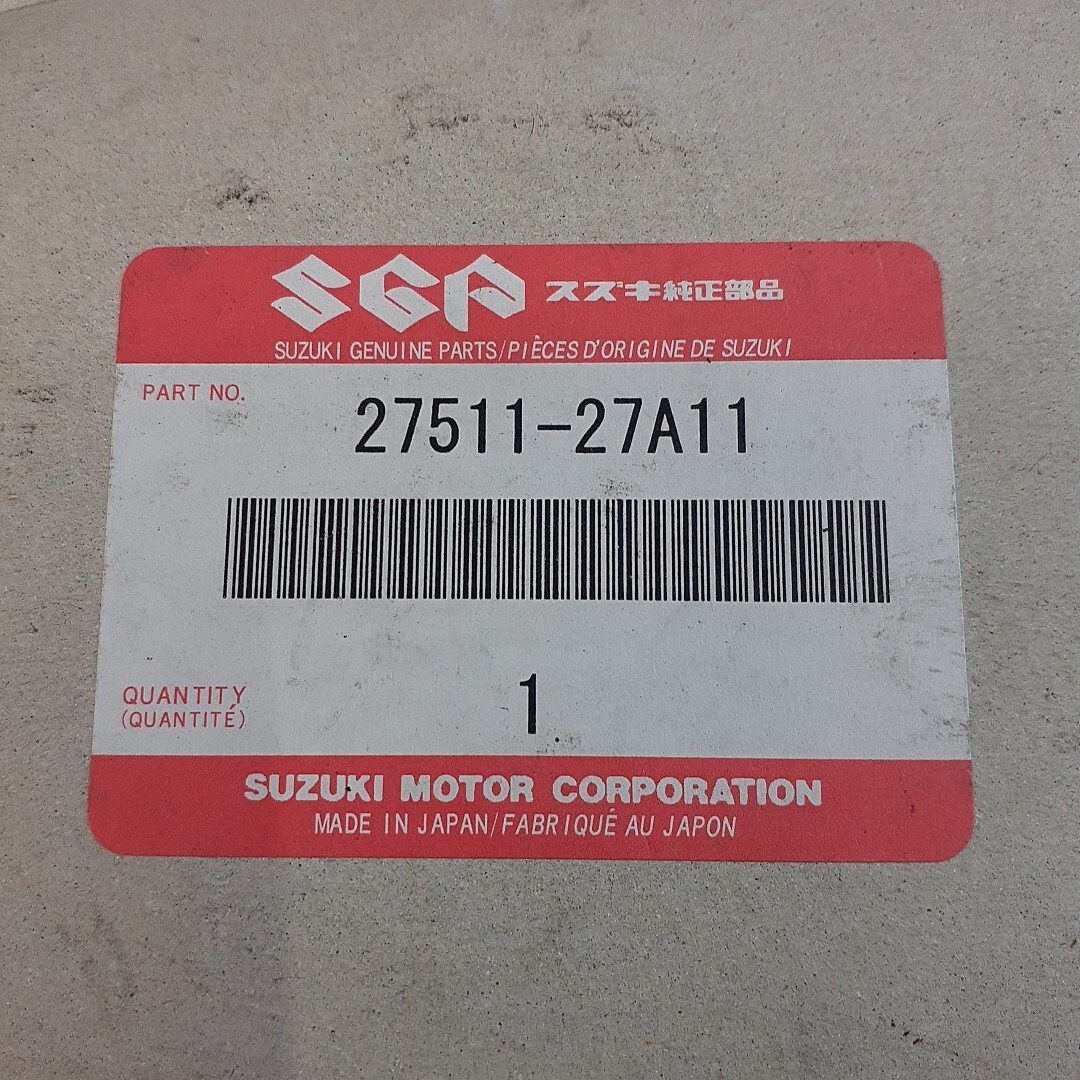 SGP スズキ純正部品
SUZUKI GENUINE PARTS/PIÈCES D'ORIGINE DE SUZUKI
PART NO.
27511-27A11
QUANTITY
(QUANTITÉ)
1
SUZUKI MOTOR CORPORATION
MADE IN JAPAN/FABRIQUÉ AU JAPON